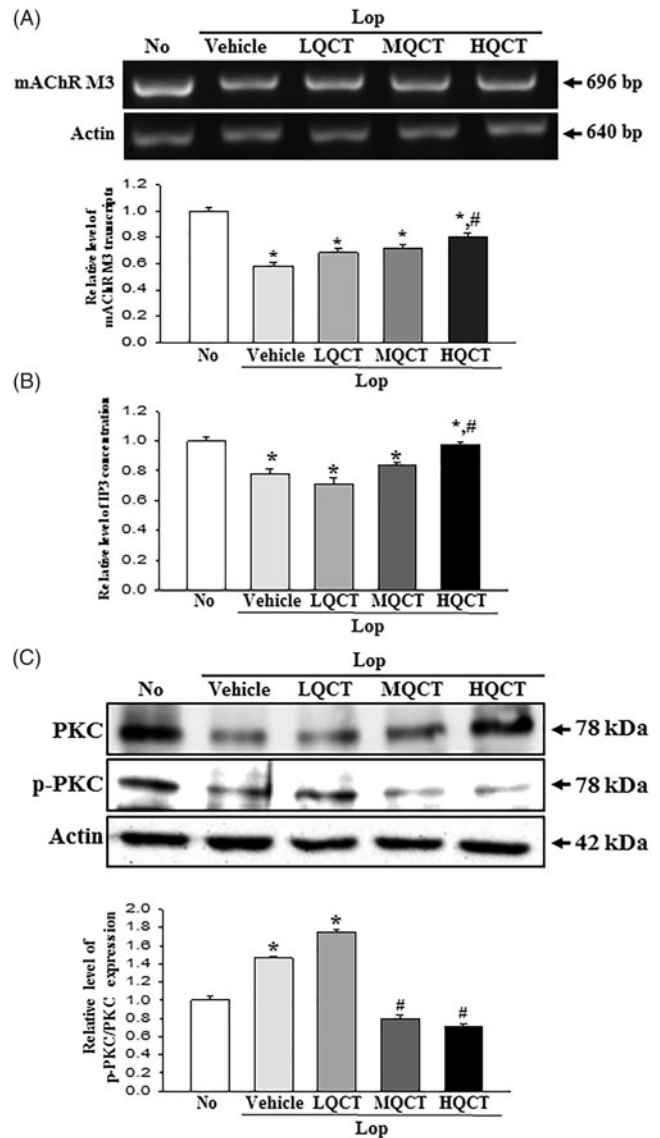 (A)
Lop
No Vehicle LQCT MQCT HQCT
mAChR M3 696 bp
Actin 640 bp
Relative level of
mAChR M3 transcripts
1.2
1.0
0.8
0.6
0.4
0.2
0.0
* * * *,#
No Vehicle LQCT MQCT HQCT
Lop
(B)
Relative level of IP3 concentration
1.2
1.0
0.8
0.6
0.4
0.2
0.0
* * * *,#
No Vehicle LQCT MQCT HQCT
Lop
(C)
Lop
No Vehicle LQCT MQCT HQCT
PKC 78 kDa
p-PKC 78 kDa
Actin 42 kDa
Relative level of
p-PKC/PKC expression
2.0
1.8
1.6
1.4
1.2
1.0
0.8
0.6
0.4
0.2
0.0
* * # #
No Vehicle LQCT MQCT HQCT
Lop